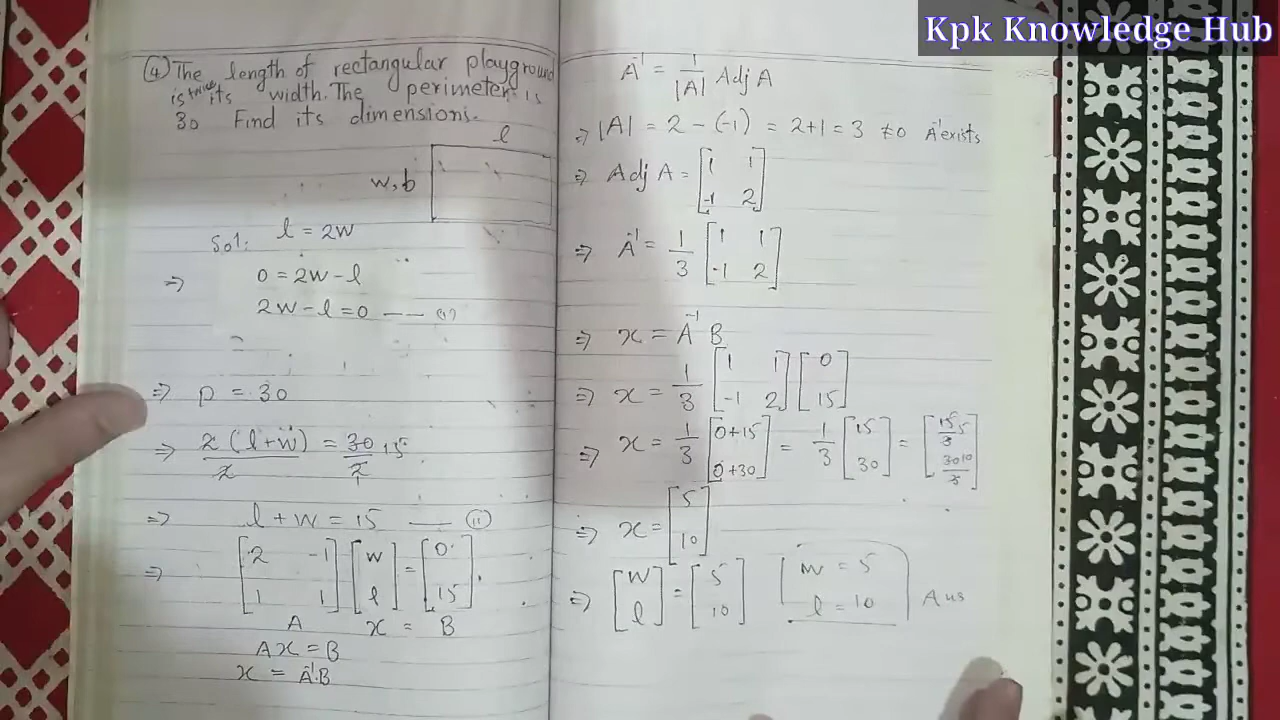 Kpk Knowledge Hub
④ The length of rectangular playground
is twice its width. The perimeter is
30 Find its dimensions.
l
w, b
Sol: l = 2w
⇒ 0 = 2w - l
2w - l = 0 —— (i)
⇒ p = 30
⇒ 2(l+w)/2 = 30/2 15
⇒ l + w = 15 —— (ii)
⇒ [2 -1; 1 1] [w; l] = [0; 15]
A x = B
Ax = B
x = A⁻¹B
A⁻¹ = 1/|A| Adj A
⇒ |A| = 2 - (-1) = 2+1 = 3 ≠0 A⁻¹ exists
⇒ Adj A = [1 1; -1 2]
⇒ A⁻¹ = 1/3 [1 1; -1 2]
⇒ x = A⁻¹ B
⇒ x = 1/3 [1 1; -1 2] [0; 15]
⇒ x = 1/3 [0+15; 0+30] = 1/3 [15; 30] = [15/3 5; 30/3 10]
⇒ x = [5; 10]
⇒ [w; l] = [5; 10] w = 5
l = 10 Ans